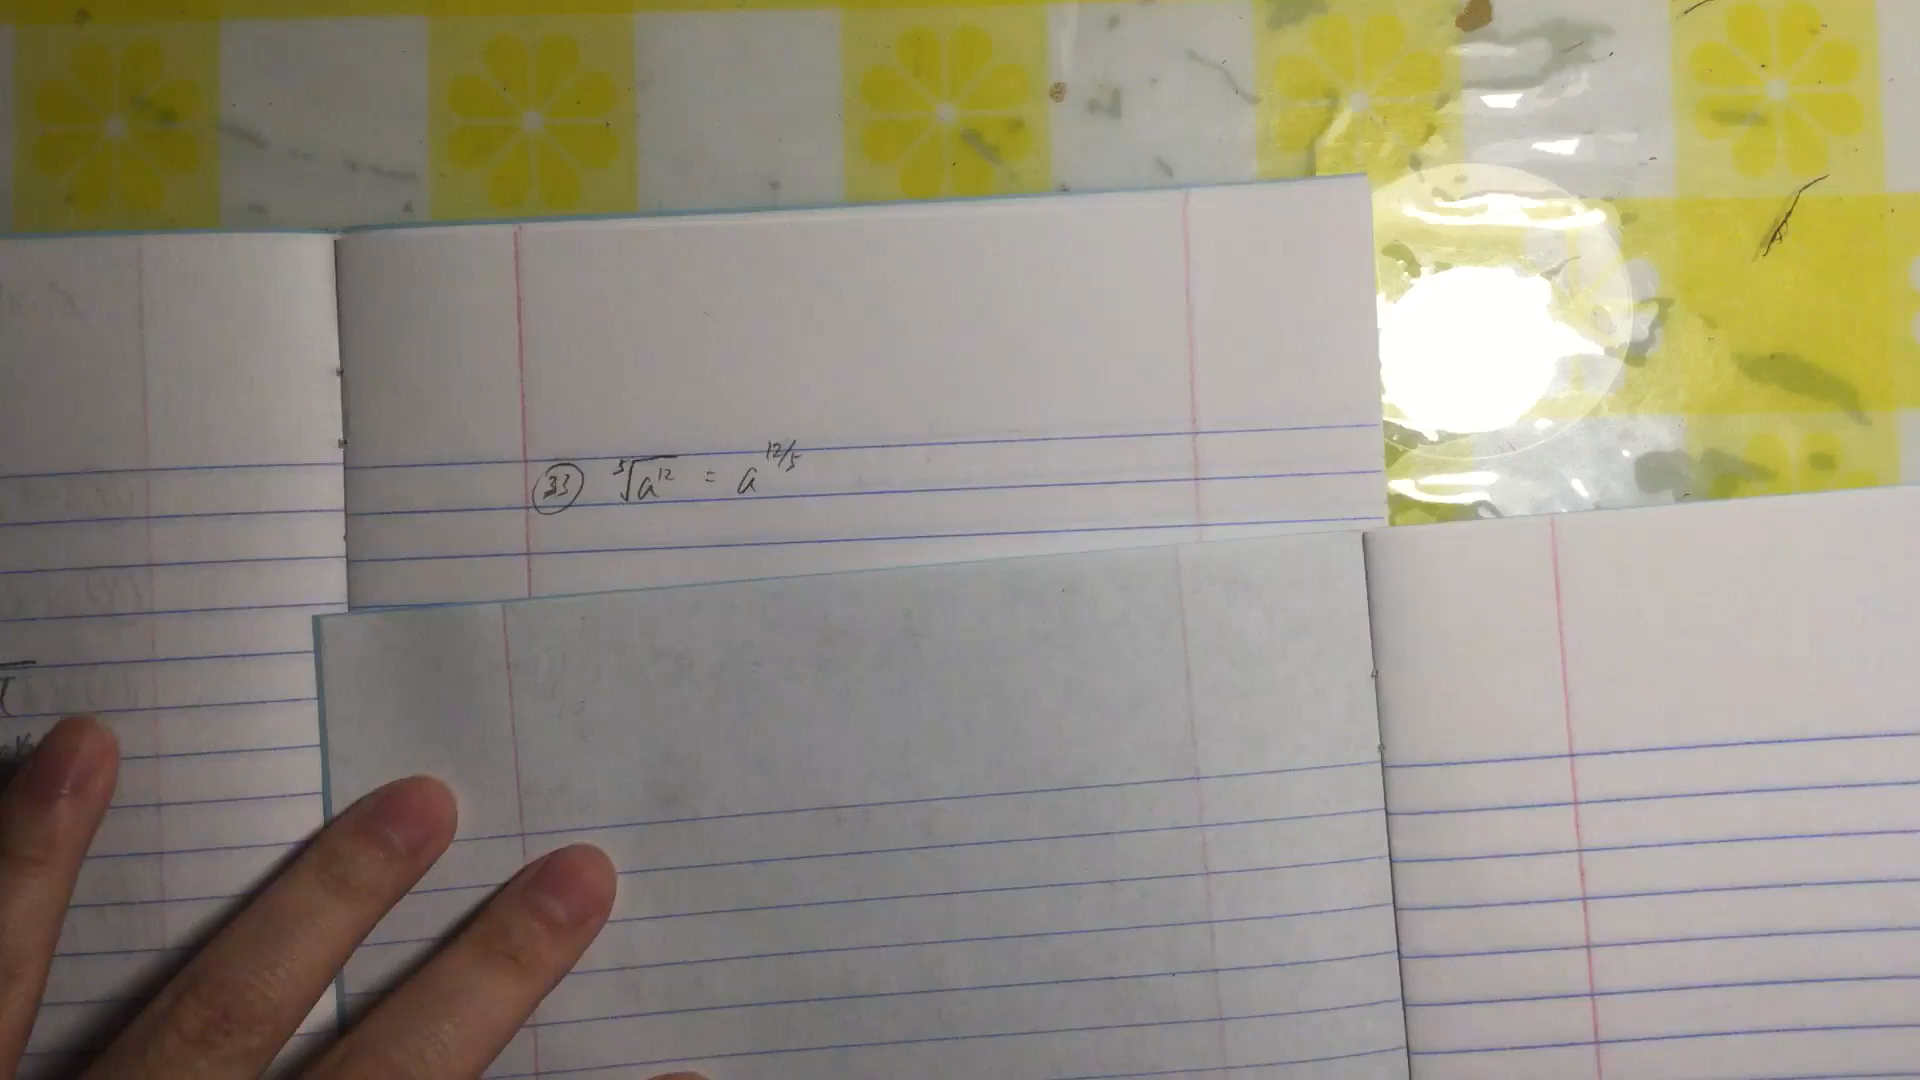 33 ⁵√a¹² = a^12/5